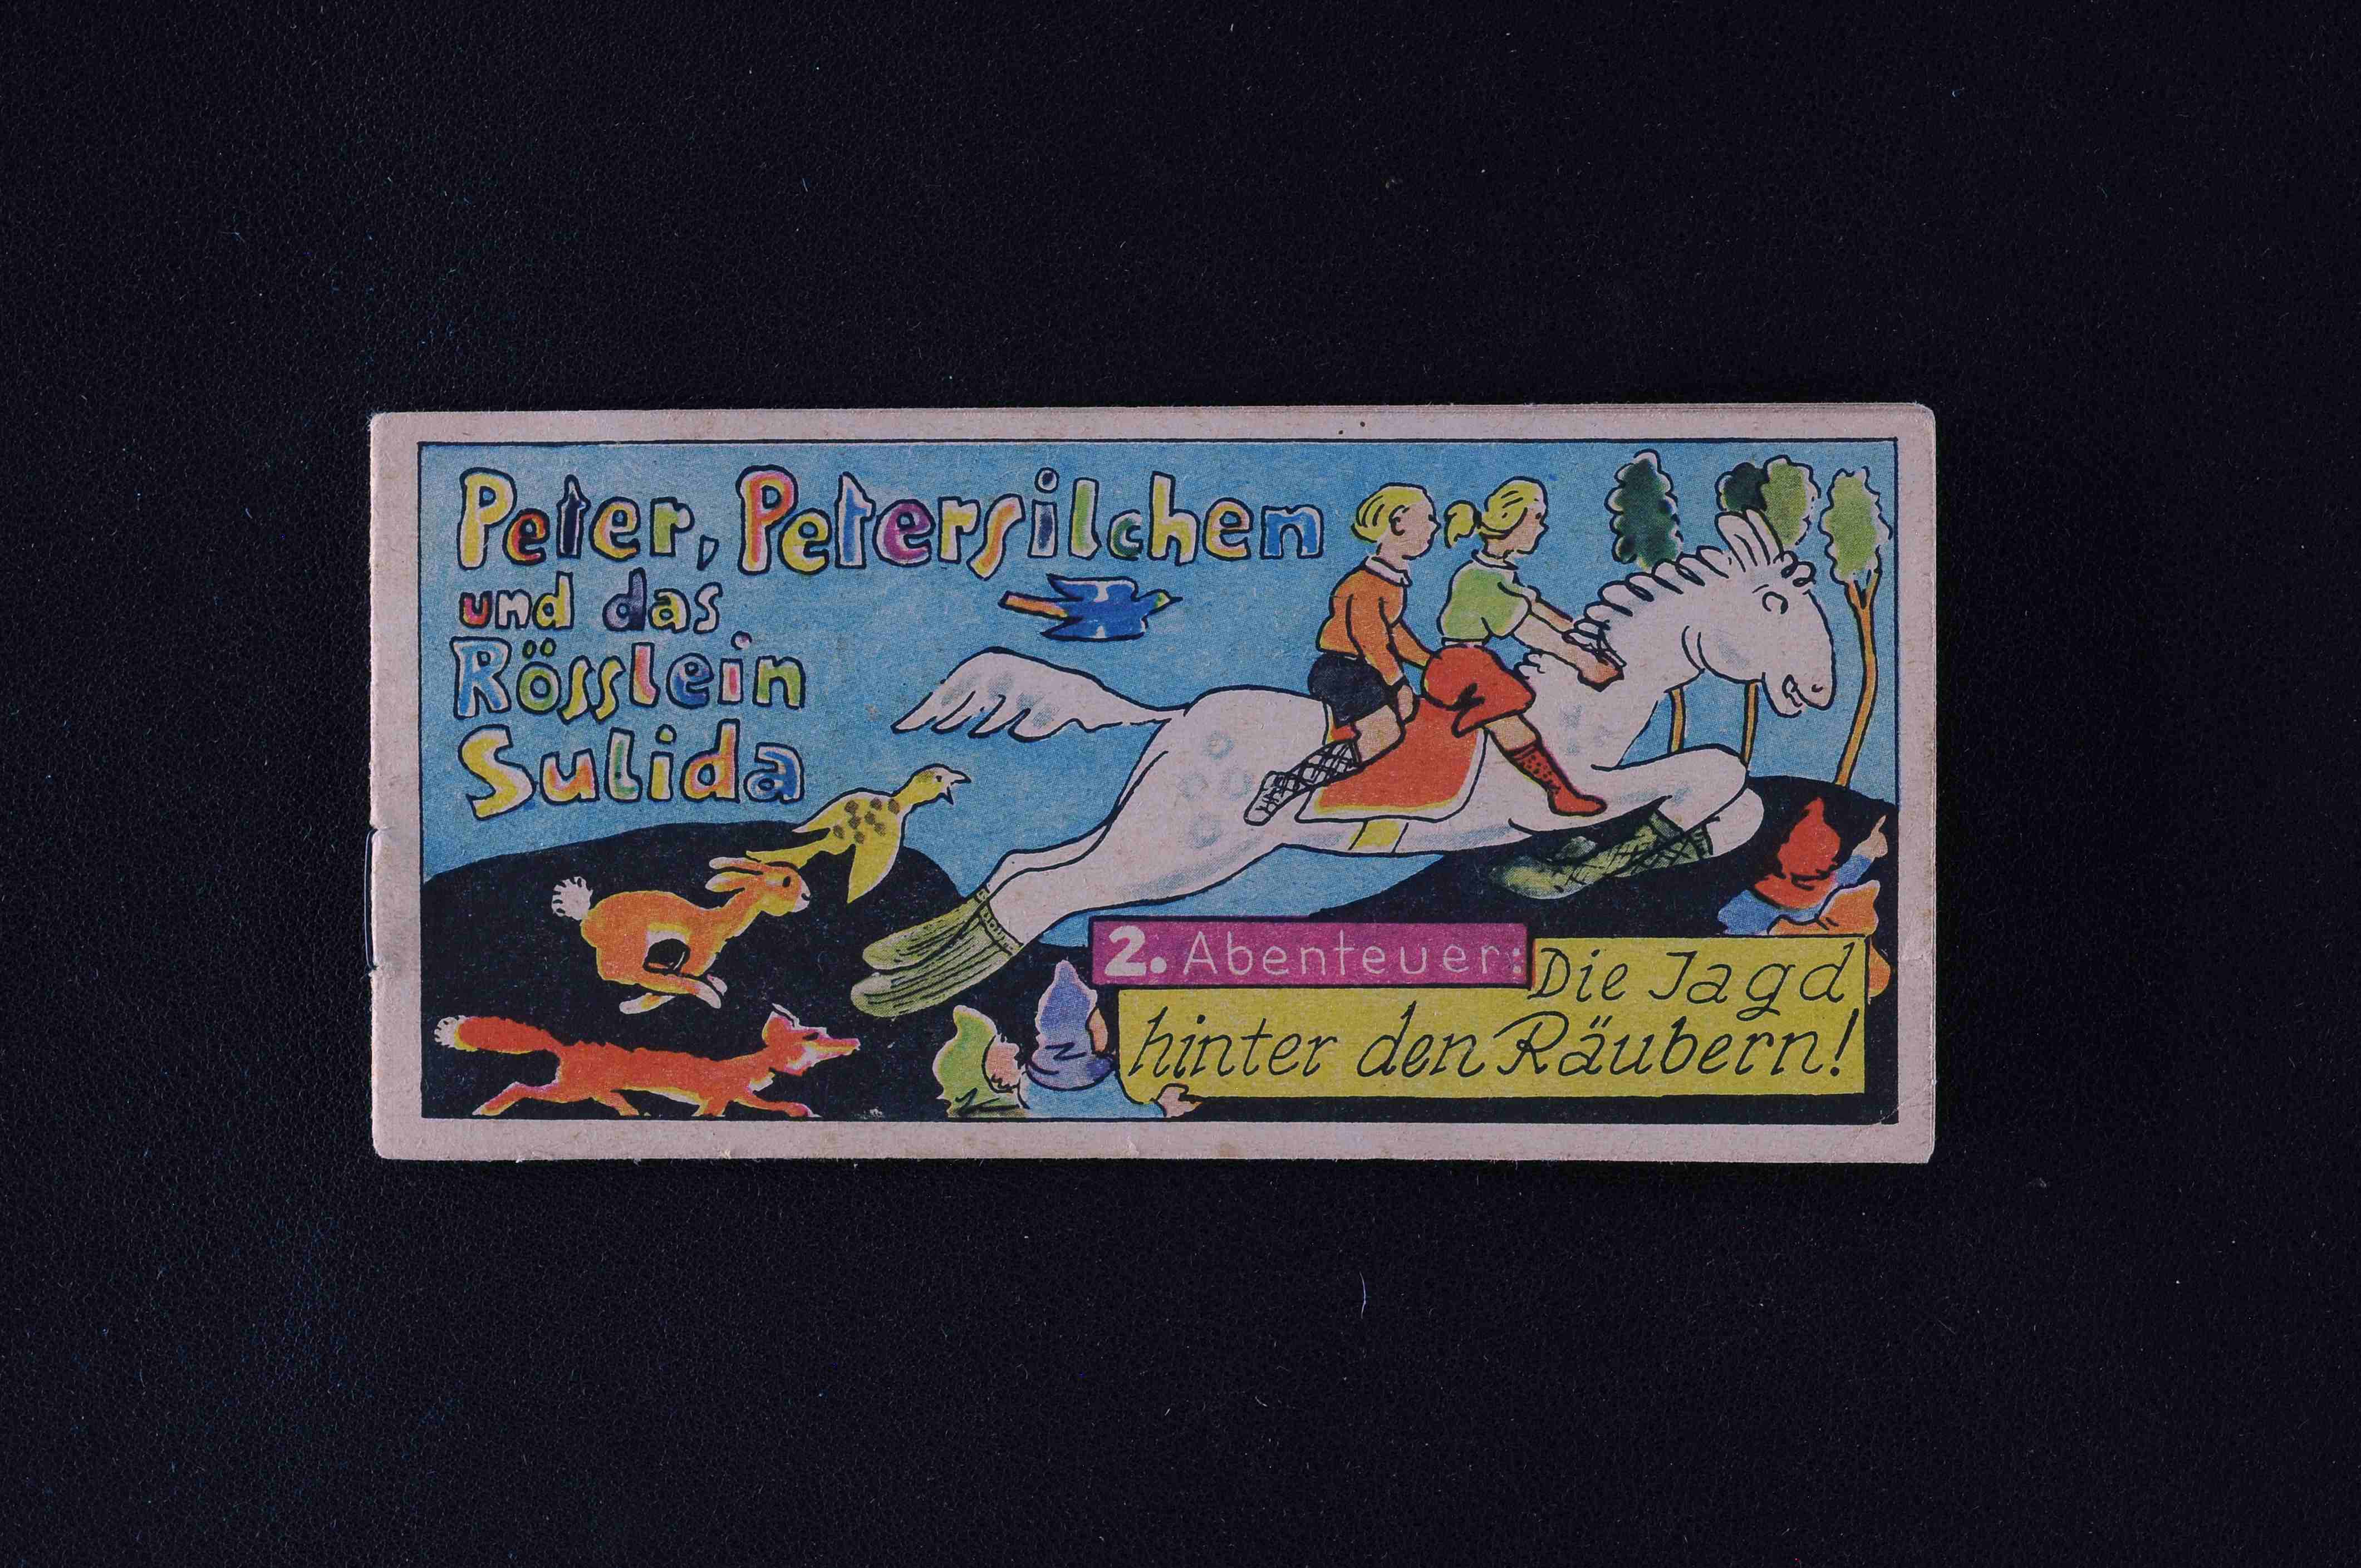 Peter, Petersilchen
und das
Rösslein
Sulida
2. Abenteuer: Die Jagd
hinter den Räubern!